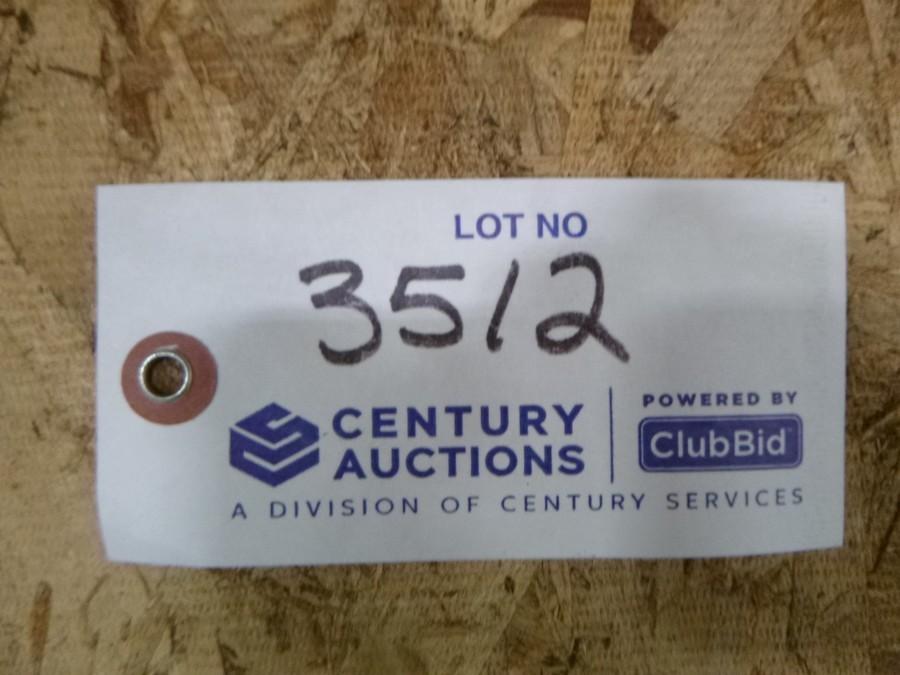 LOT NO
3512
CENTURY
AUCTIONS
A DIVISION OF CENTURY SERVICES
POWERED BY
ClubBid